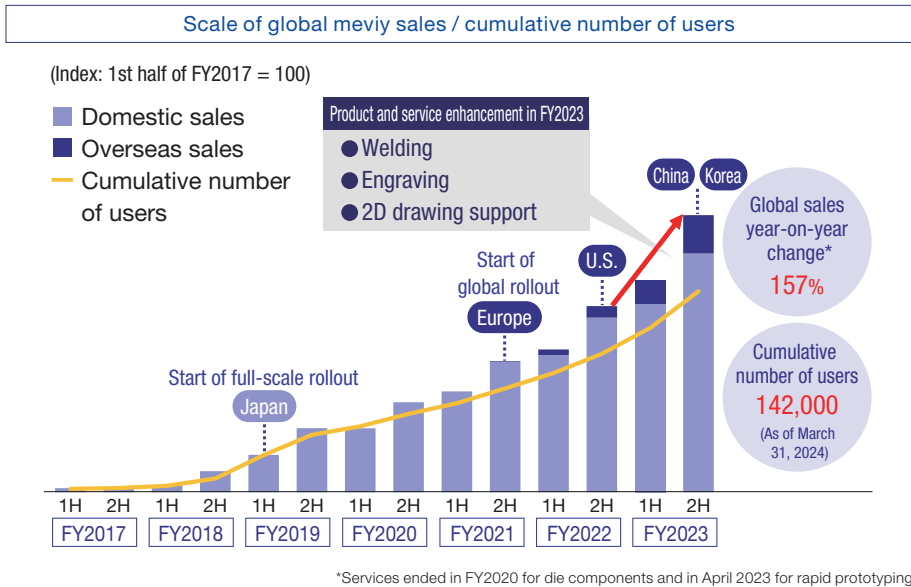 Scale of global meviy sales / cumulative number of users
(Index: 1st half of FY2017 = 100)
Domestic sales
Overseas sales
Cumulative number
of users
Product and service enhancement in FY2023
●Welding
●Engraving
●2D drawing support
China
Korea
Global sales
year-on-year
change*
157%
U.S.
Start of
global rollout
Europe
Start of full-scale rollout
Japan
Cumulative
number of users
142,000
(As of March
31, 2024)
1H 2H 1H 2H 1H 2H 1H 2H 1H 2H 1H 2H 1H 2H
FY2017 FY2018 FY2019 FY2020 FY2021 FY2022 FY2023
*Services ended in FY2020 for die components and in April 2023 for rapid prototyping